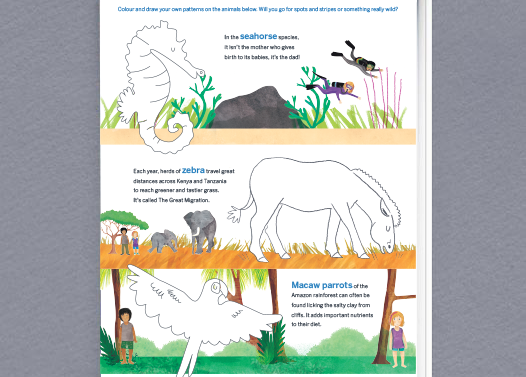 Colour and draw your own patterns on the animals below. Will you go for spots and stripes or something really wild?
In the seahorse species,
it isn't the mother who gives
birth to its babies, it's the dad!
Each year, herds of zebra travel great
distances across Kenya and Tanzania
to reach greener and tastier grass.
It's called The Great Migration.
Macaw parrots of the
Amazon rainforest can often be
found licking the salty clay from
cliffs. It adds important nutrients
to their diet.